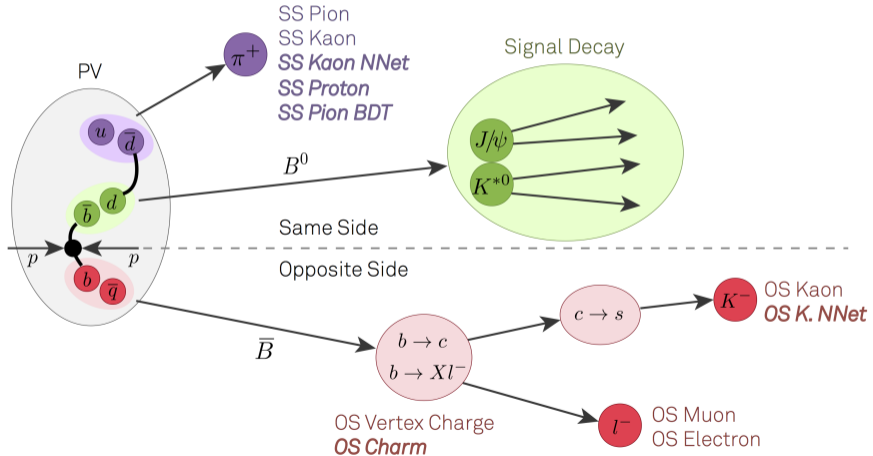 SS Pion
SS Kaon
SS Kaon NNet
SS Proton
SS Pion BDT
π⁺
PV
u
d̅
b̅
d
B⁰
Signal Decay
J/ψ
K*⁰
Same Side
p
p
Opposite Side
b
q̅
B̅
b → c
b → Xl⁻
OS Vertex Charge
OS Charm
c → s
K⁻
OS Kaon
OS K. NNet
l⁻
OS Muon
OS Electron